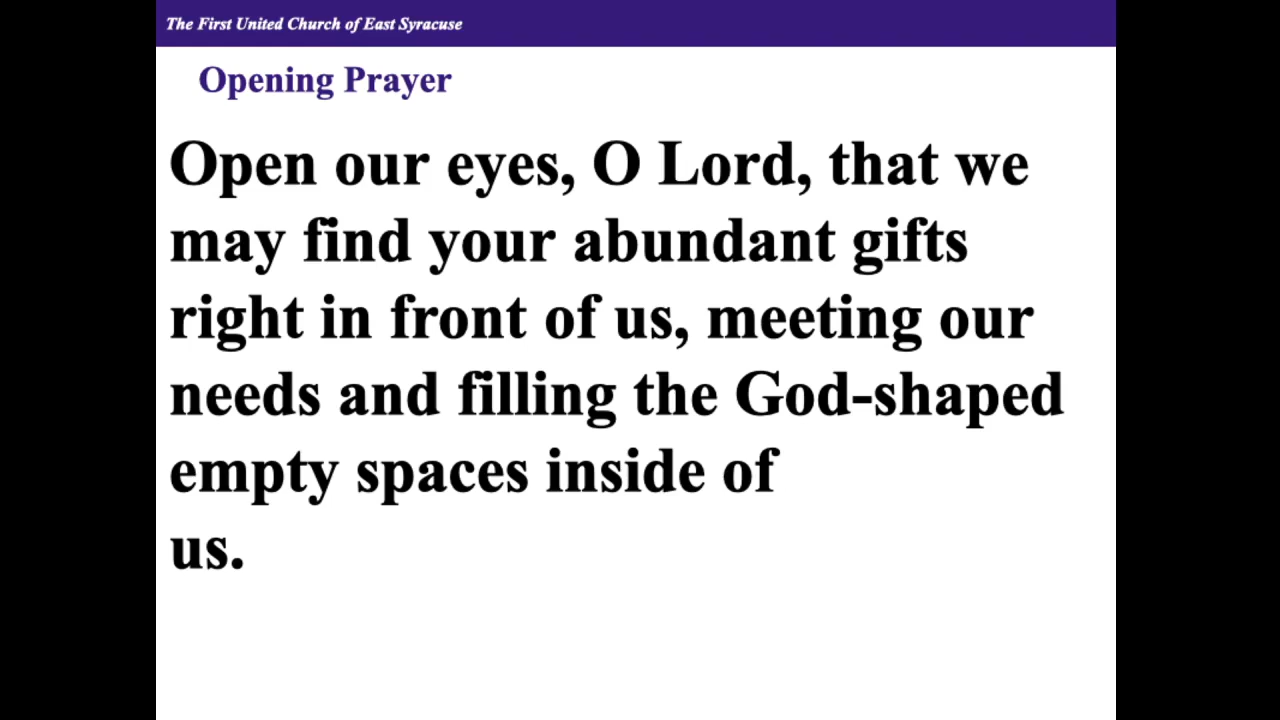 The First United Church of East Syracuse
Opening Prayer
Open our eyes, O Lord, that we
may find your abundant gifts
right in front of us, meeting our
needs and filling the God-shaped
empty spaces inside of
us.